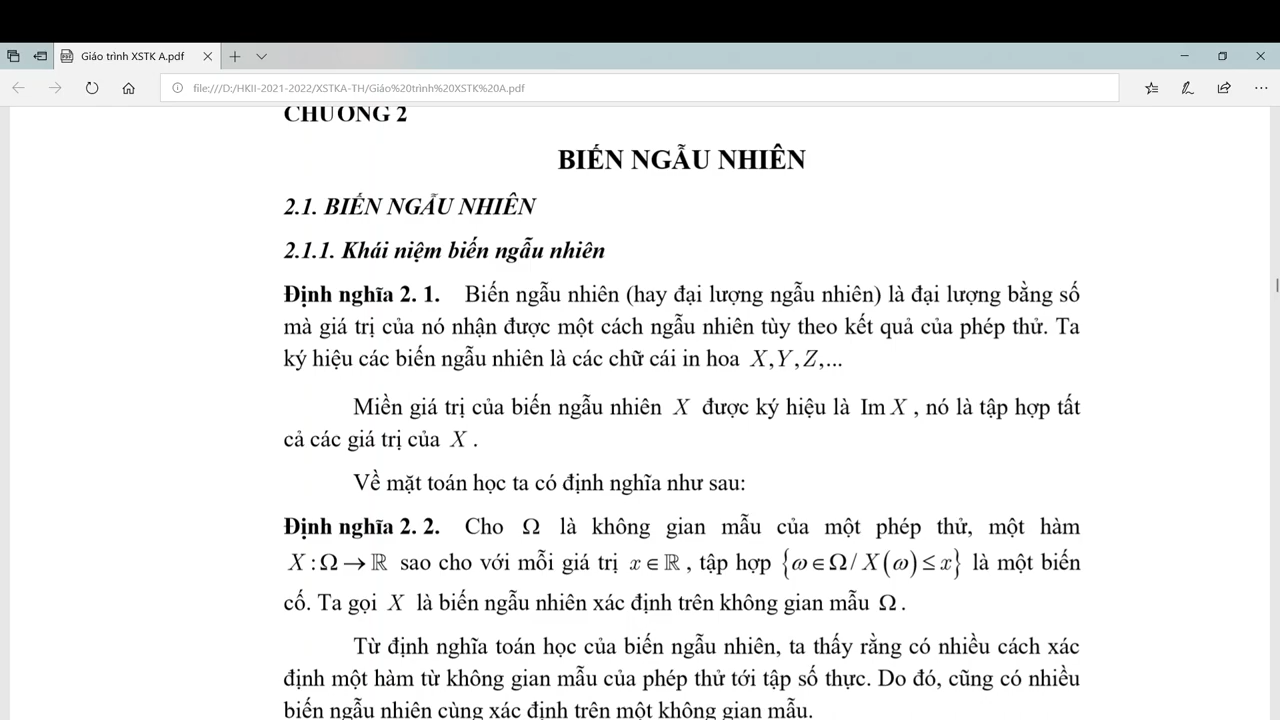 Giáo trình XSTK A.pdf
file:///D:/HKII-2021-2022/XSTKA-TH/Giáo%20trình%20XSTK%20A.pdf
CHƯƠNG 2
BIẾN NGẪU NHIÊN
2.1. BIẾN NGẪU NHIÊN
2.1.1. Khái niệm biến ngẫu nhiên
Định nghĩa 2. 1. Biến ngẫu nhiên (hay đại lượng ngẫu nhiên) là đại lượng bằng số
mà giá trị của nó nhận được một cách ngẫu nhiên tùy theo kết quả của phép thử. Ta
ký hiệu các biến ngẫu nhiên là các chữ cái in hoa X,Y,Z,...
Miền giá trị của biến ngẫu nhiên X được ký hiệu là Im X , nó là tập hợp tất
cả các giá trị của X .
Về mặt toán học ta có định nghĩa như sau:
Định nghĩa 2. 2. Cho Ω là không gian mẫu của một phép thử, một hàm
X :Ω → ℝ sao cho với mỗi giá trị x ∈ ℝ , tập hợp {ω ∈ Ω / X(ω) ≤ x} là một biến
cố. Ta gọi X là biến ngẫu nhiên xác định trên không gian mẫu Ω .
Từ định nghĩa toán học của biến ngẫu nhiên, ta thấy rằng có nhiều cách xác
định một hàm từ không gian mẫu của phép thử tới tập số thực. Do đó, cũng có nhiều
biến ngẫu nhiên cùng xác định trên một không gian mẫu.